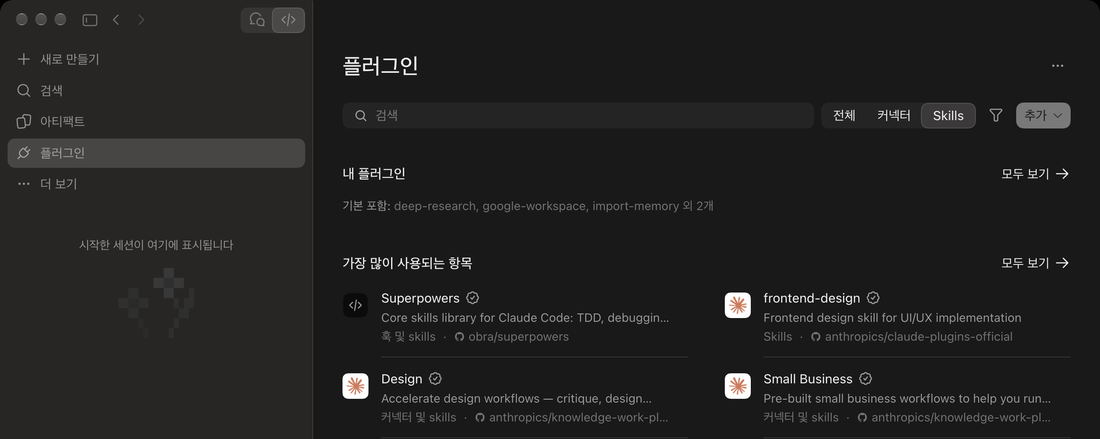 새로 만들기
검색
아티팩트
플러그인
더 보기
시작한 세션이 여기에 표시됩니다
플러그인
검색
전체 커넥터 Skills 추가
내 플러그인 모두 보기
기본 포함: deep-research, google-workspace, import-memory 외 2개
가장 많이 사용되는 항목 모두 보기
Superpowers
Core skills library for Claude Code: TDD, debuggin...
훅 및 skills · obra/superpowers
frontend-design
Frontend design skill for UI/UX implementation
Skills · anthropics/claude-plugins-official
Design
Accelerate design workflows — critique, design...
커넥터 및 skills · anthropics/knowledge-work-pl...
Small Business
Pre-built small business workflows to help you run...
커넥터 및 skills · anthropics/knowledge-work-pl...